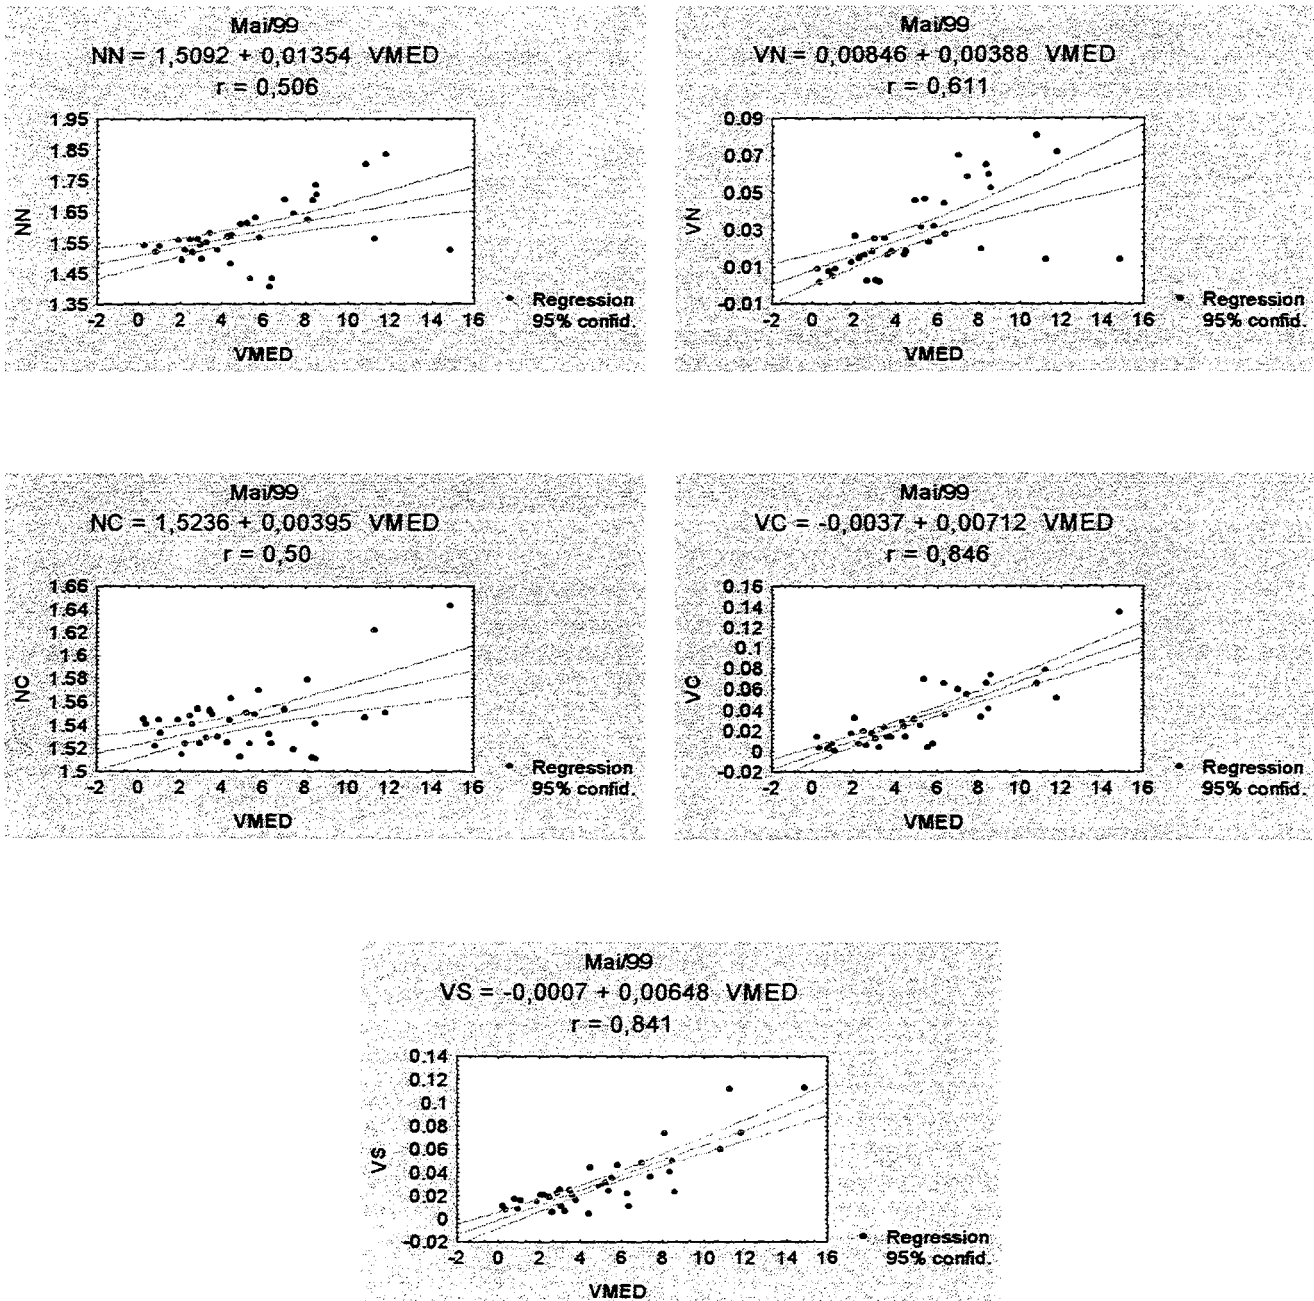 Mai/99
NN = 1,5092 + 0,01354 VMED
r = 0,506
1.95
1.85
1.75
1.65
1.55
1.45
1.35
NN
-2 0 2 4 6 8 10 12 14 16
VMED
Regression
95% confid.
Mai/99
VN = 0,00846 + 0,00388 VMED
r = 0,611
0.09
0.07
0.05
0.03
0.01
-0.01
VN
-2 0 2 4 6 8 10 12 14 16
VMED
Regression
95% confid.
Mai/99
NC = 1,5236 + 0,00395 VMED
r = 0,50
1.66
1.64
1.62
1.6
1.58
1.56
1.54
1.52
1.5
NC
-2 0 2 4 6 8 10 12 14 16
VMED
Regression
95% confid.
Mai/99
VC = -0,0037 + 0,00712 VMED
r = 0,846
0.16
0.14
0.12
0.1
0.08
0.06
0.04
0.02
0
-0.02
VC
-2 0 2 4 6 8 10 12 14 16
VMED
Regression
95% confid.
Mai/99
VS = -0,0007 + 0,00648 VMED
r = 0,841
0.14
0.12
0.1
0.08
0.06
0.04
0.02
0
-0.02
VS
-2 0 2 4 6 8 10 12 14 16
VMED
Regression
95% confid.